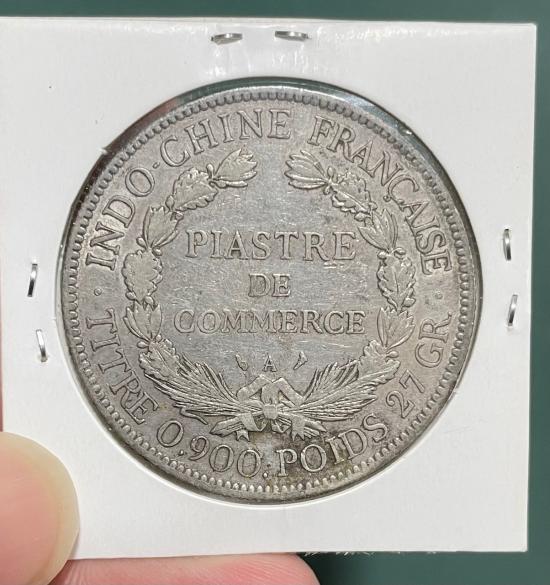 INDO-CHINE FRANÇAISE
PIASTRE
DE
COMMERCE
A
· TITRE 0,900. POIDS 27 GR. ·